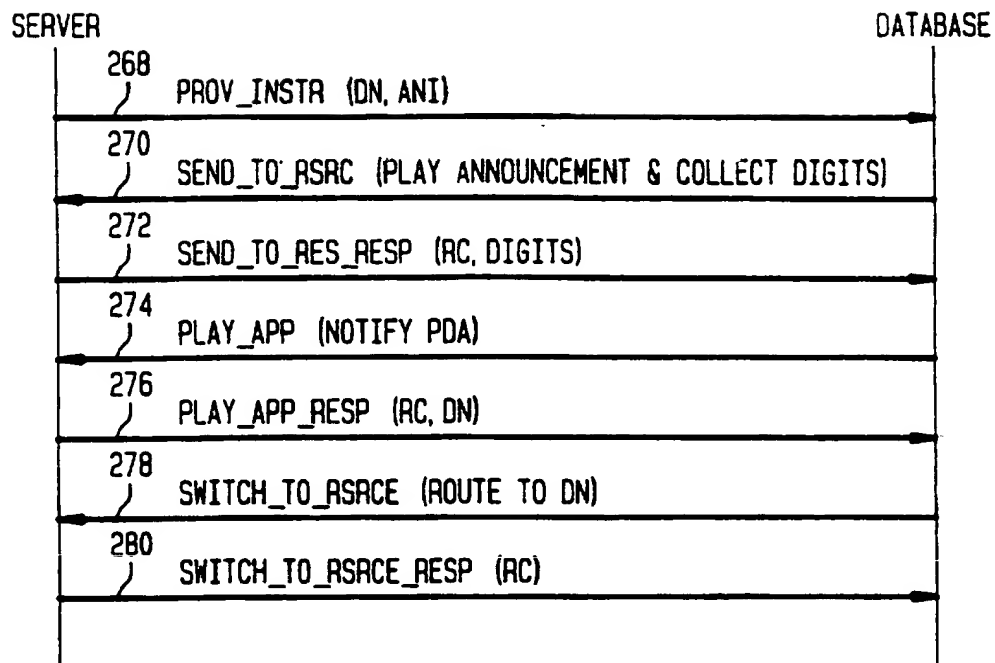 SERVER DATABASE
268
PROV_INSTR (DN, ANI)
270
SEND_TO_RSRC (PLAY ANNOUNCEMENT & COLLECT DIGITS)
272
SEND_TO_RES_RESP (RC, DIGITS)
274
PLAY_APP (NOTIFY PDA)
276
PLAY_APP_RESP (RC, DN)
278
SWITCH_TO_RSRCE (ROUTE TO DN)
280
SWITCH_TO_RSRCE_RESP (RC)